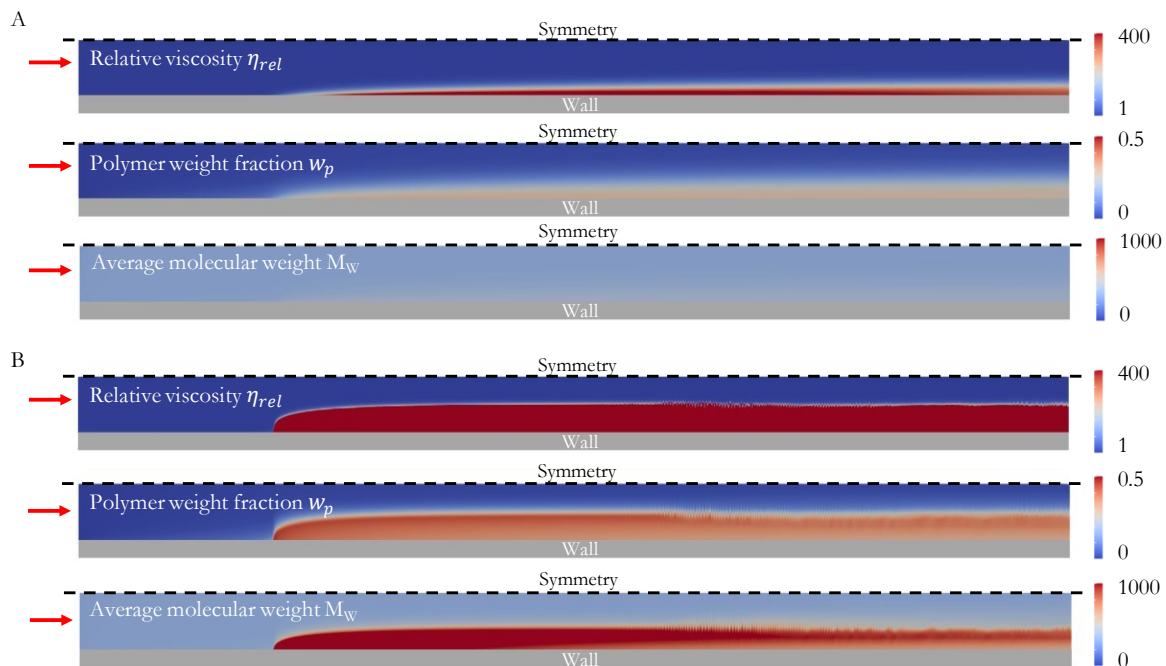 A
Symmetry
Relative viscosity η_rel
400
1
Wall
Symmetry
Polymer weight fraction w_p
0.5
0
Wall
Symmetry
Average molecular weight M_W
1000
0
Wall
B
Symmetry
Relative viscosity η_rel
400
1
Wall
Symmetry
Polymer weight fraction w_p
0.5
0
Wall
Symmetry
Average molecular weight M_W
1000
0
Wall